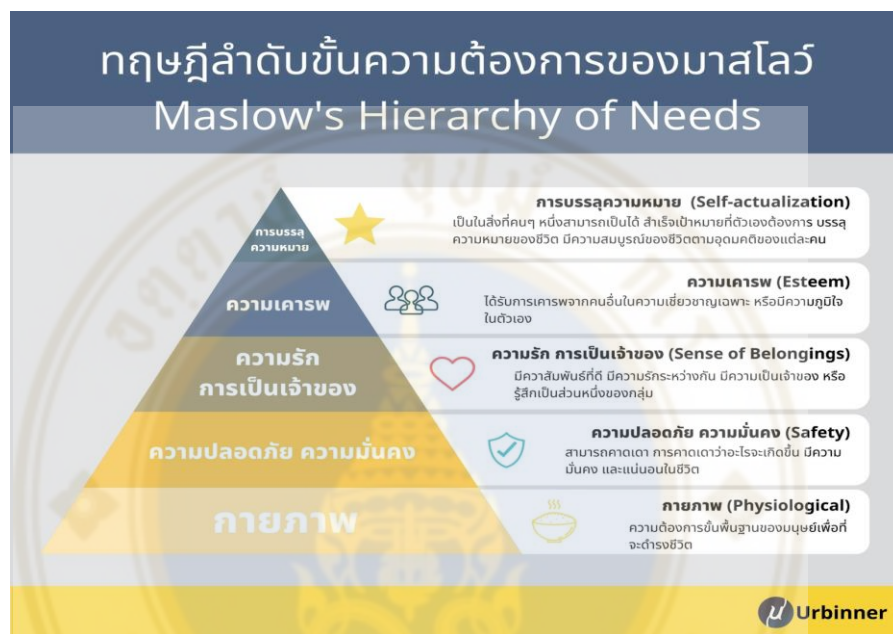 ทฤษฎีลำดับขั้นความต้องการของมาสโลว์
Maslow's Hierarchy of Needs
การบรรลุ
ความหมาย
การบรรลุความหมาย (Self-actualization)
เป็นในสิ่งที่คนๆ หนึ่งสามารถเป็นได้ สำเร็จเป้าหมายที่ตัวเองต้องการ บรรลุ
ความหมายของชีวิต มีความสมบูรณ์ของชีวิตตามอุดมคติของแต่ละคน
ความเคารพ
ความเคารพ (Esteem)
ได้รับการเคารพจากคนอื่นในความเชี่ยวชาญเฉพาะ หรือมีความภูมิใจ
ในตัวเอง
ความรัก
การเป็นเจ้าของ
ความรัก การเป็นเจ้าของ (Sense of Belongings)
มีควาสัมพันธ์ที่ดี มีความรักระหว่างกัน มีความเป็นเจ้าของ หรือ
รู้สึกเป็นส่วนหนึ่งของกลุ่ม
ความปลอดภัย ความมั่นคง
ความปลอดภัย ความมั่นคง (Safety)
สามารถคาดเดา การคาดเดาว่าอะไรจะเกิดขึ้น มีความ
มั่นคง และแน่นอนในชีวิต
กายภาพ
กายภาพ (Physiological)
ความต้องการขั้นพื้นฐานของมนุษย์เพื่อที่
จะดำรงชีวิต
Urbinner